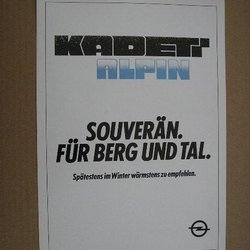 KADETT
ALPIN
SOUVERÄN.
FÜR BERG UND TAL.
Spätestens im Winter wärmstens zu empfehlen.